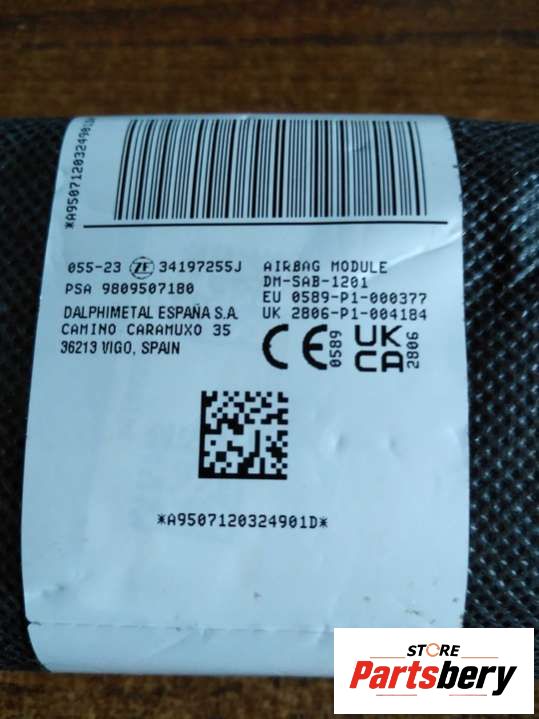 *A9507120324901D
055-23 ZF 34197255J
PSA 9809507180
DALPHIMETAL ESPAÑA S.A.
CAMINO CARAMUXO 35
36213 VIGO, SPAIN
AIRBAG MODULE
DM-SAB-1201
EU 0589-P1-000377
UK 2806-P1-004184
CE 0589
UK
CA 2806
*A9507120324901D*
STORE
Partsbery